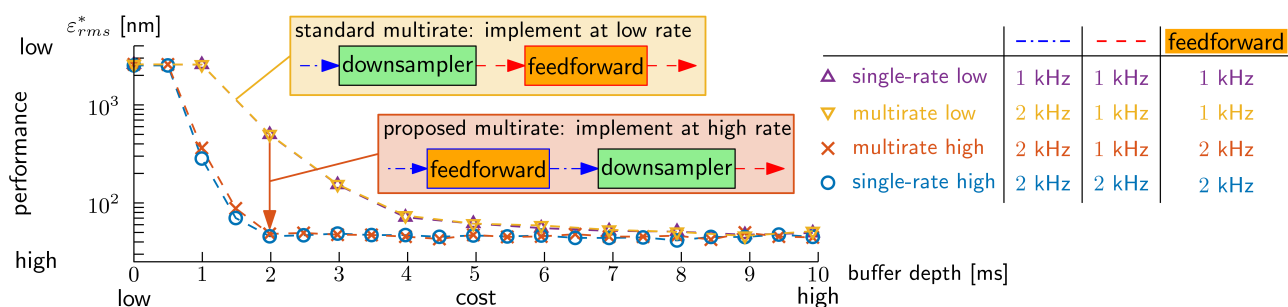 ε*rms [nm]
low
performance
high
10³
10²
standard multirate: implement at low rate
downsampler
feedforward
proposed multirate: implement at high rate
feedforward
downsampler
0 1 2 3 4 5 6 7 8 9 10
buffer depth [ms]
low
cost
high
feedforward
single-rate low 1 kHz 1 kHz 1 kHz
multirate low 2 kHz 1 kHz 1 kHz
multirate high 2 kHz 1 kHz 2 kHz
single-rate high 2 kHz 2 kHz 2 kHz